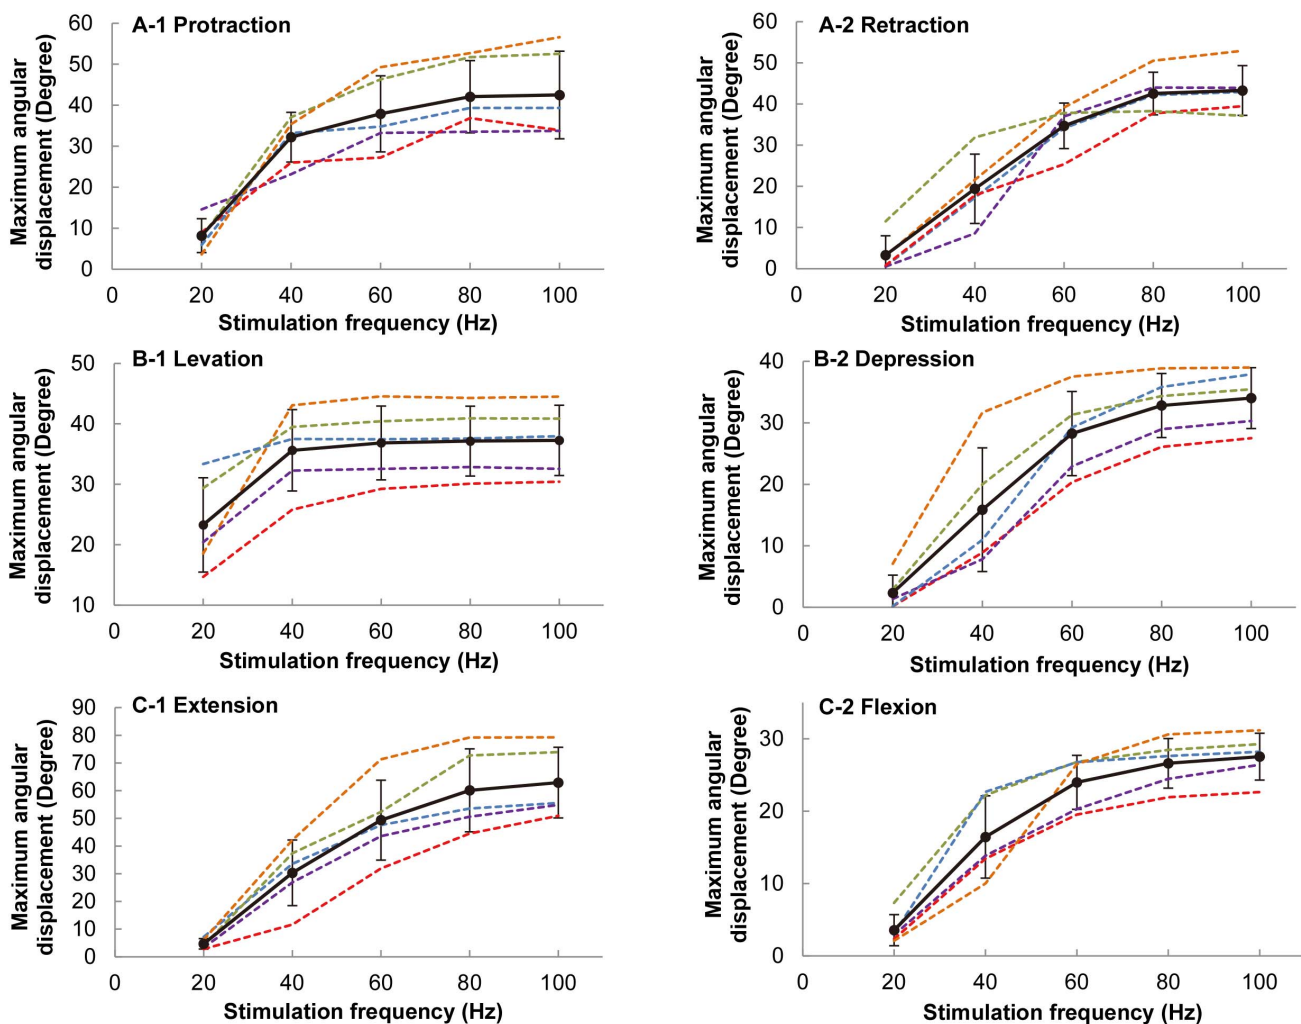 A-1 Protraction
Maximum angular
displacement (Degree)
60
50
40
30
20
10
0
0 20 40 60 80 100
Stimulation frequency (Hz)
A-2 Retraction
Maximum angular
displacement (Degree)
60
50
40
30
20
10
0
0 20 40 60 80 100
Stimulation frequency (Hz)
B-1 Levation
Maximum angular
displacement (Degree)
50
40
30
20
10
0 20 40 60 80 100
Stimulation frequency (Hz)
B-2 Depression
Maximum angular
displacement (Degree)
40
30
20
10
0
0 20 40 60 80 100
Stimulation frequency (Hz)
C-1 Extension
Maximum angular
displacement (Degree)
90
80
70
60
50
40
30
20
10
0
0 20 40 60 80 100
Stimulation frequency (Hz)
C-2 Flexion
Maximum angular
displacement (Degree)
30
20
10
0
0 20 40 60 80 100
Stimulation frequency (Hz)